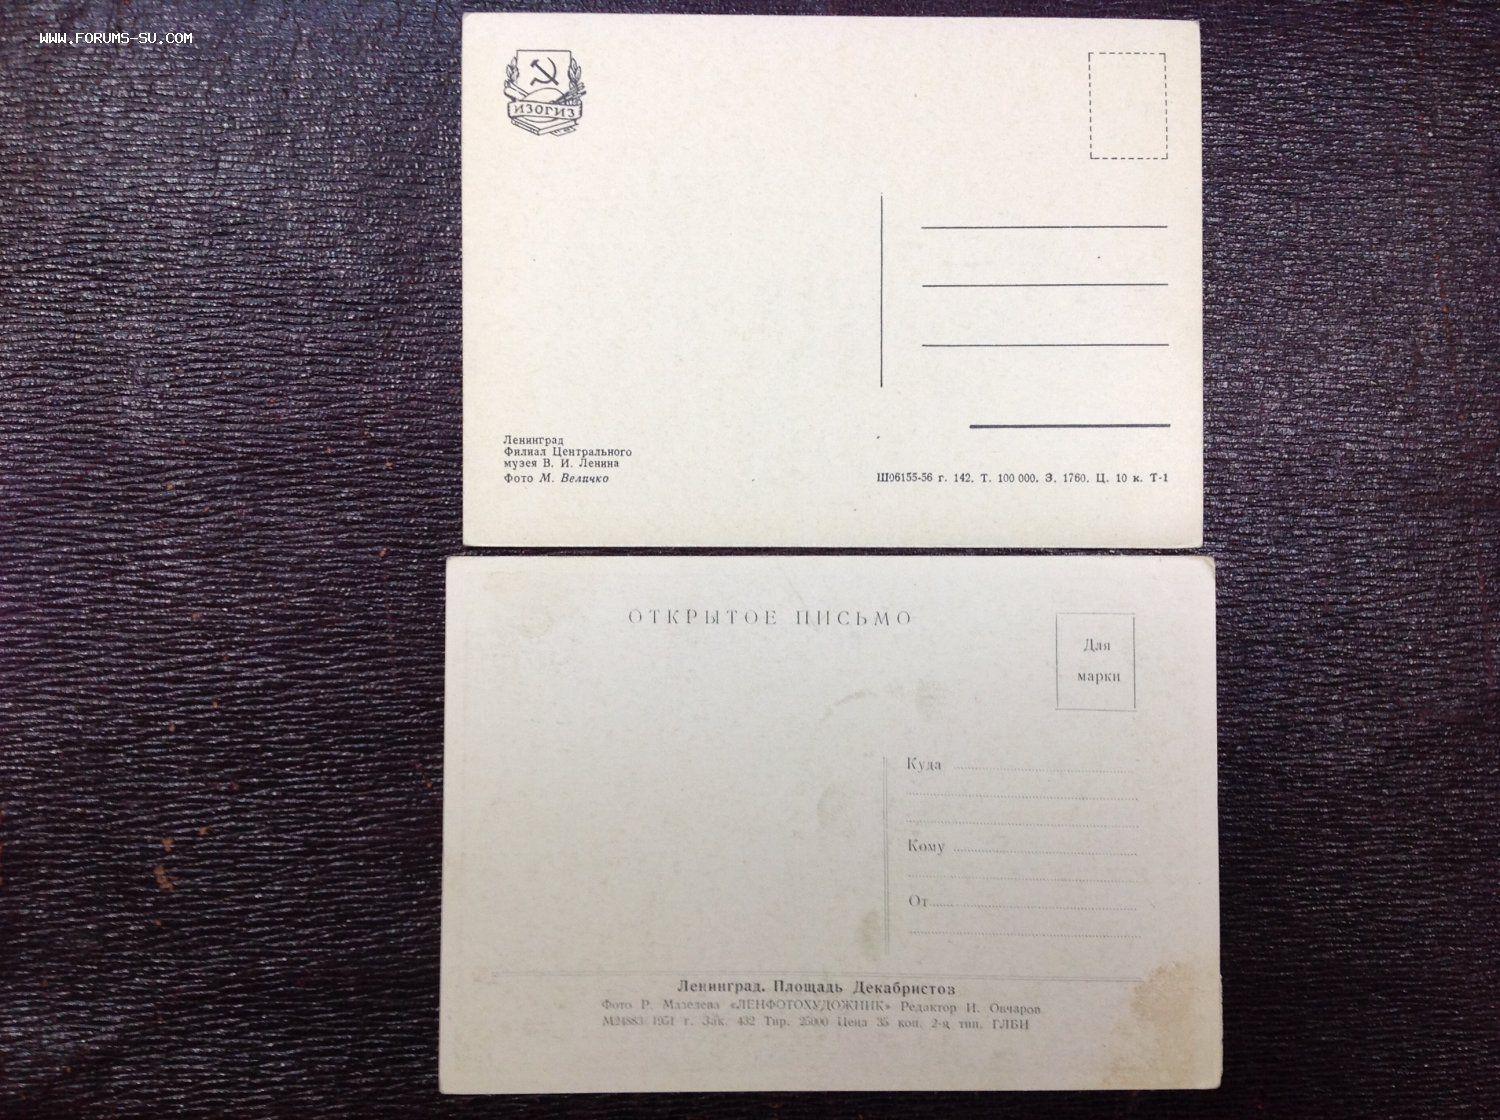 WWW.FORUMS-SU.COM
ИЗОГИЗ
Ленинград
Филиал Центрального
музея В. И. Ленина
Фото М. Величко
Ш06155-56 г. 142. Т. 100 000. З. 1760. Ц. 10 к. Т-1
ОТКРЫТОЕ ПИСЬМО
Для
марки
Куда
Кому
От
Ленинград. Площадь Декабристов
Фото Р. Мазелева «ЛЕНФОТОХУДОЖНИК» Редактор И. Овчаров
М24883 1951 г. Зак. 432 Тир. 25000 Цена 35 коп. 2-я тип. ГЛБИ